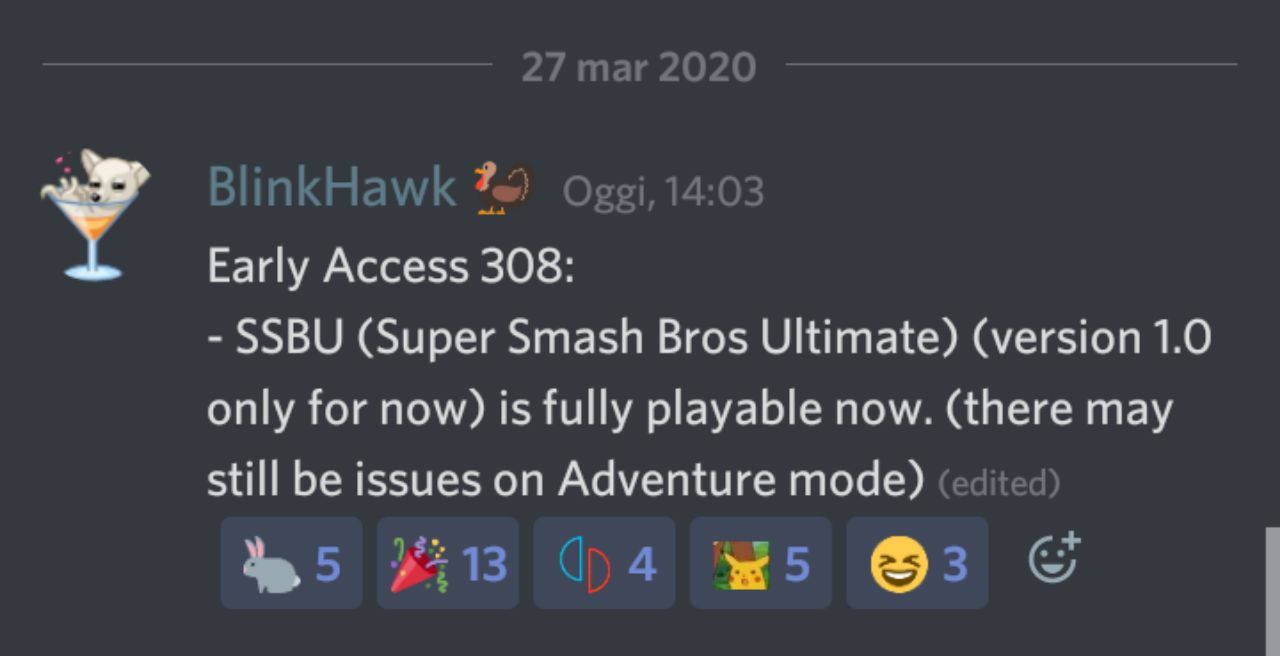 27 mar 2020
BlinkHawk Oggi, 14:03
Early Access 308:
- SSBU (Super Smash Bros Ultimate) (version 1.0
only for now) is fully playable now. (there may
still be issues on Adventure mode) (edited)
5 13 4 5 3